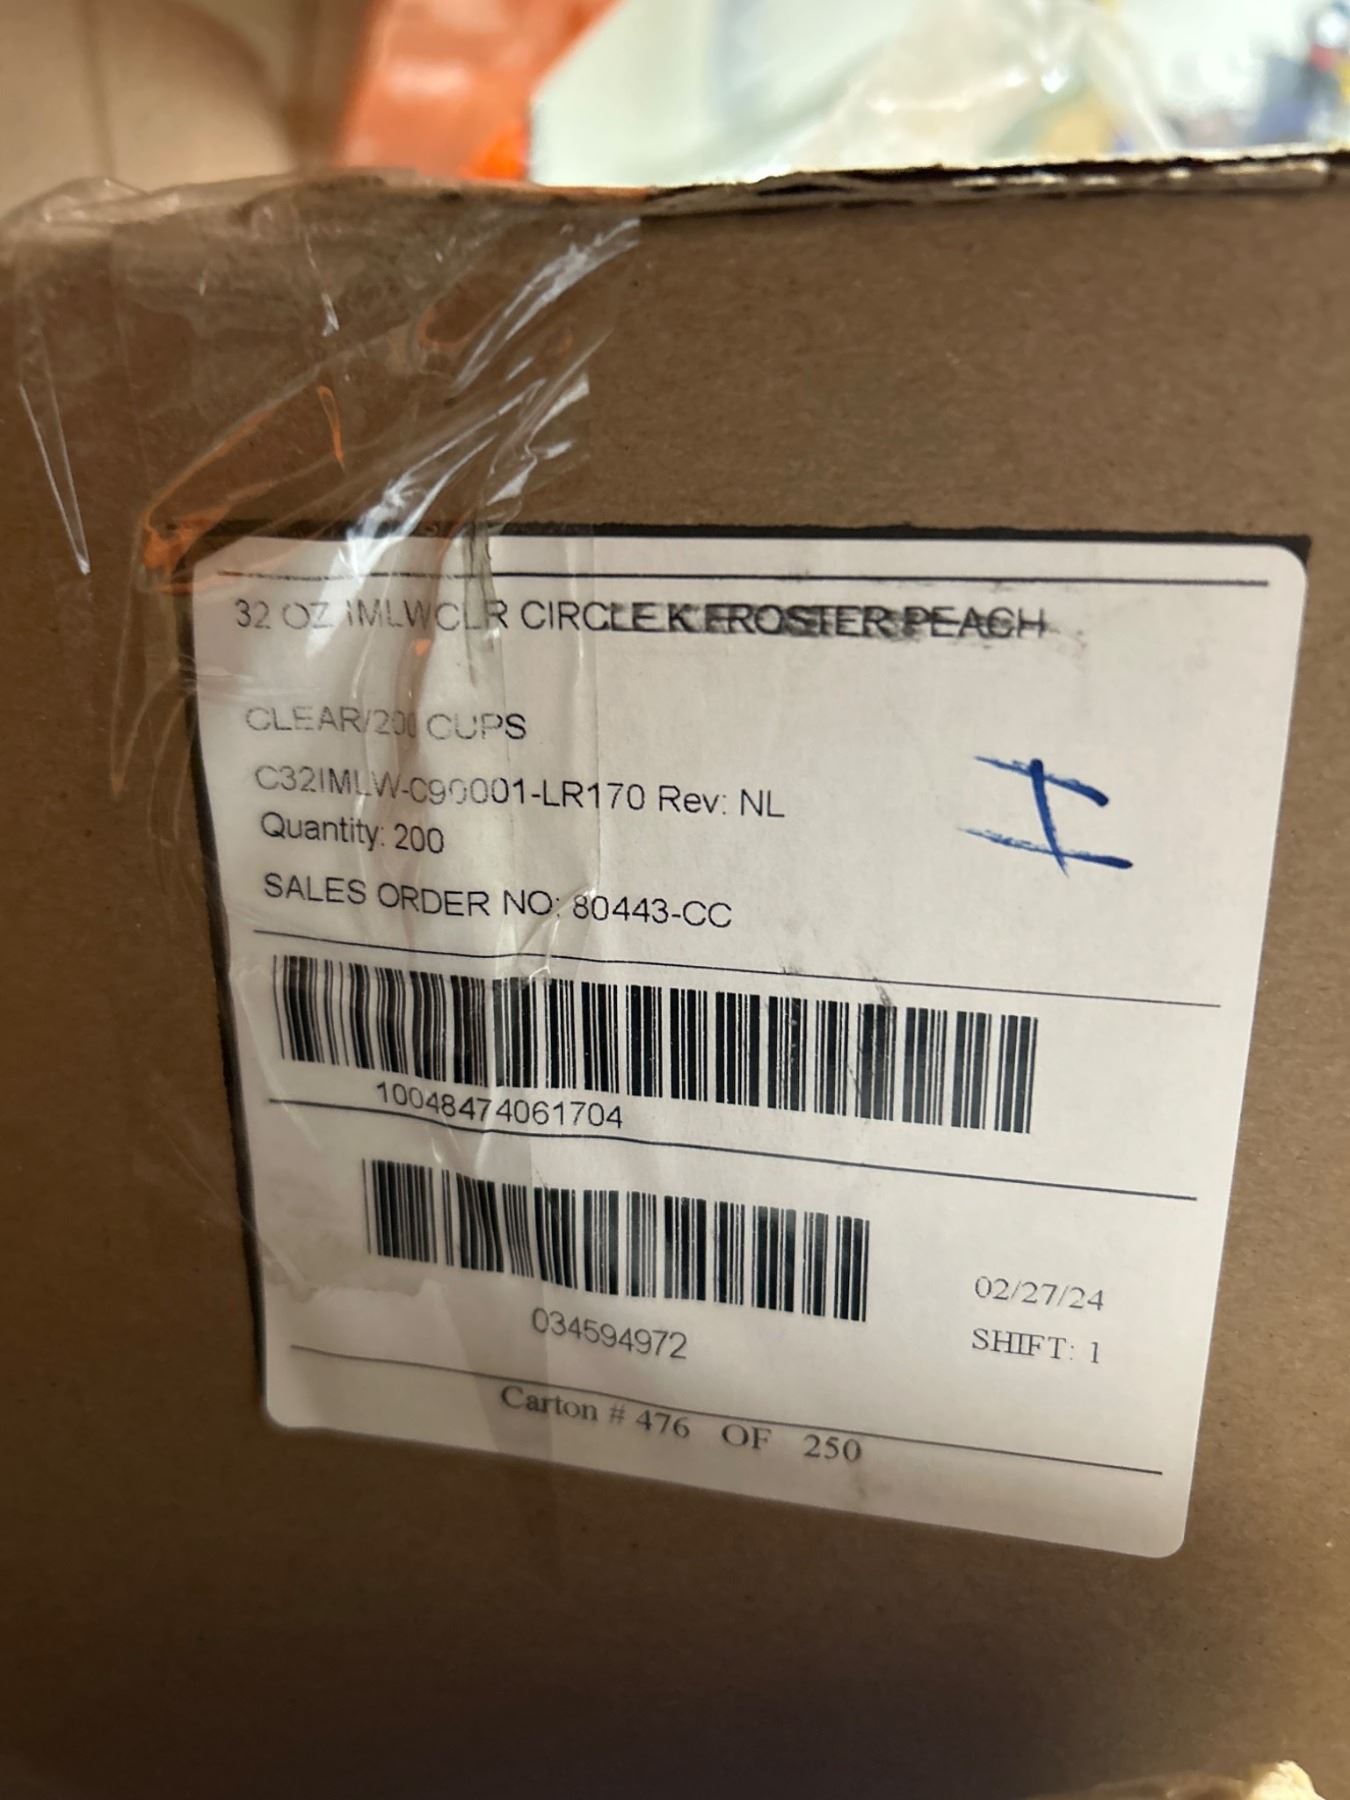 32 OZ IMLWCLR CIRCLE K FROSTER PEACH
CLEAR/200 CUPS
C32IMLW-C90001-LR170 Rev: NL
Quantity: 200
I
SALES ORDER NO: 80443-CC
10048474061704
034594972
02/27/24
SHIFT: 1
Carton # 476 OF 250